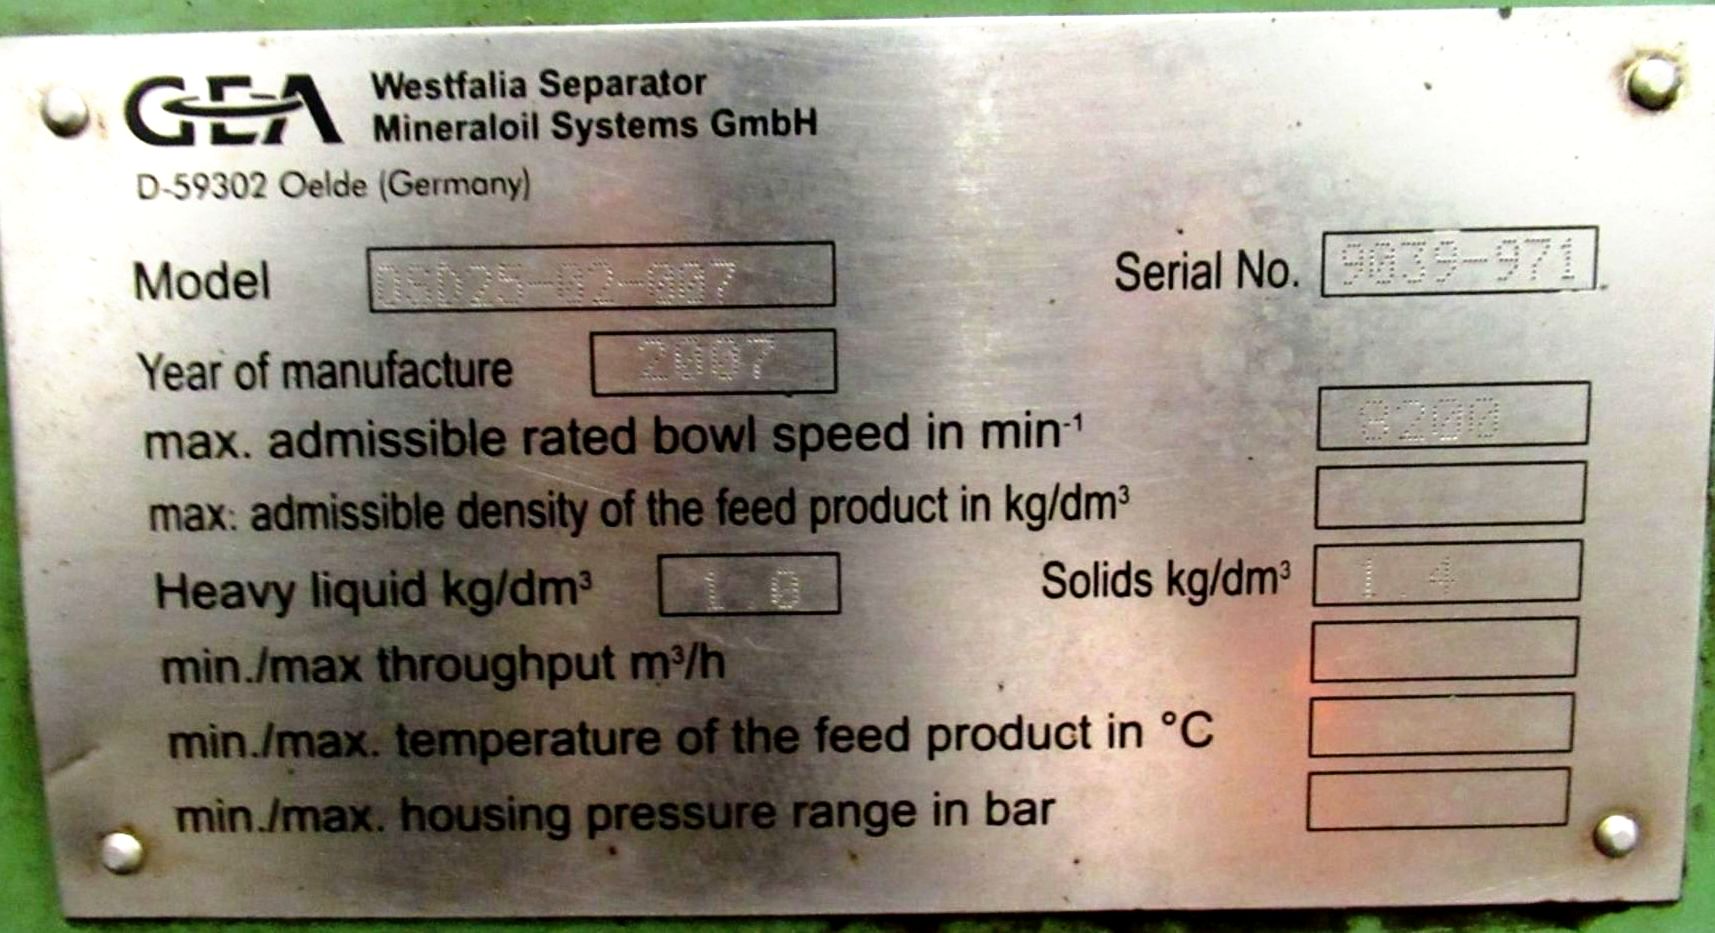 GEA Westfalia Separator
Mineraloil Systems GmbH
D-59302 Oelde (Germany)
Model OSD25-02-007 Serial No. 9039-971
Year of manufacture 2007
max. admissible rated bowl speed in min⁻¹ 8200
max. admissible density of the feed product in kg/dm³
Heavy liquid kg/dm³ 1.0 Solids kg/dm³ 1.4
min./max throughput m³/h
min./max. temperature of the feed product in °C
min./max. housing pressure range in bar